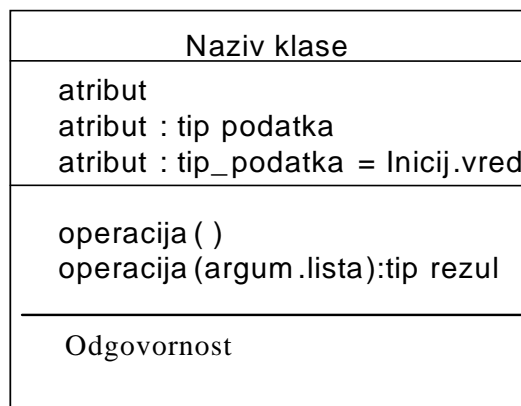 Naziv klase
atribut
atribut : tip podatka
atribut : tip_podatka = Inicij.vred
operacija ( )
operacija (argum.lista):tip rezul
Odgovornost